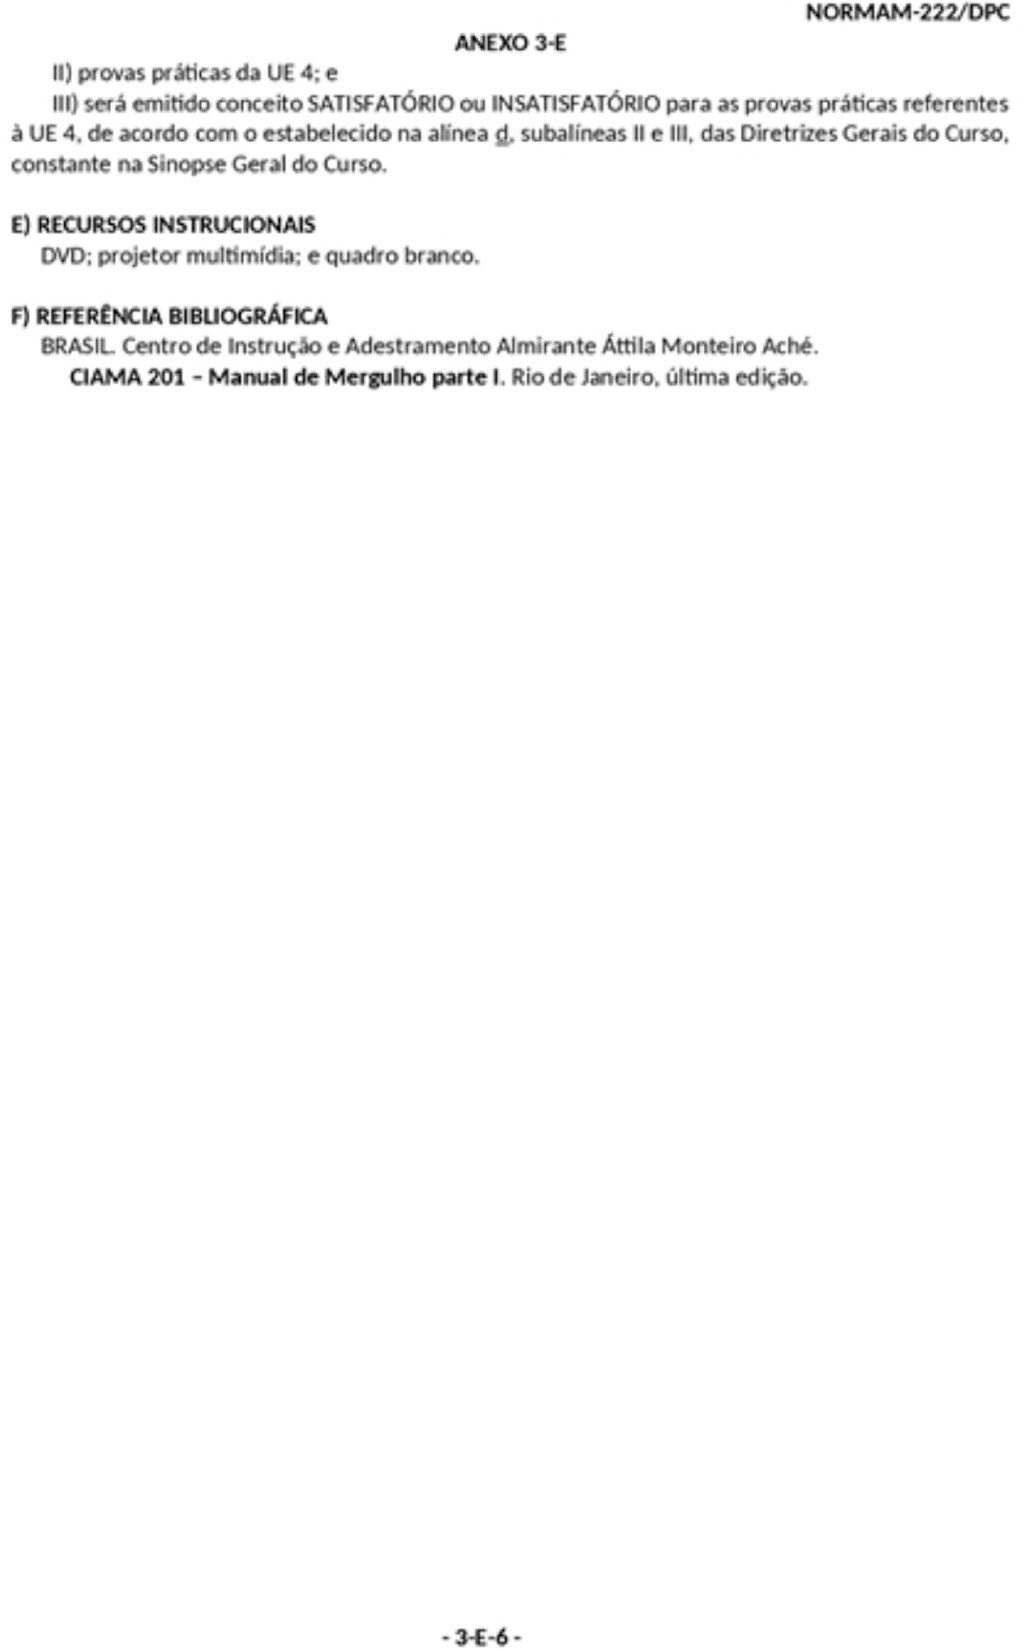 NORMAM-222/DPC
ANEXO 3-E
II) provas práticas da UE 4; e
III) será emitido conceito SATISFATÓRIO ou INSATISFATÓRIO para as provas práticas referentes
à UE 4, de acordo com o estabelecido na alínea d, subalíneas II e III, das Diretrizes Gerais do Curso,
constante na Sinopse Geral do Curso.
E) RECURSOS INSTRUCIONAIS
DVD; projetor multimídia; e quadro branco.
F) REFERÊNCIA BIBLIOGRÁFICA
BRASIL. Centro de Instrução e Adestramento Almirante Áttila Monteiro Aché.
CIAMA 201 – Manual de Mergulho parte I. Rio de Janeiro, última edição.
- 3-E-6 -